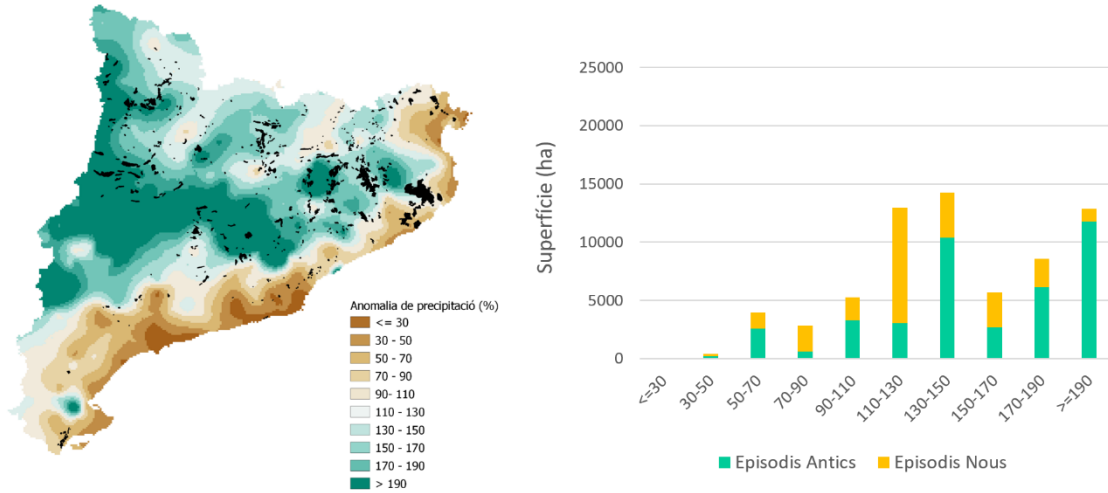 Anomalia de precipitació (%)
<= 30
30 - 50
50 - 70
70 - 90
90- 110
110 - 130
130 - 150
150 - 170
170 - 190
> 190
Superfície (ha)
25000
20000
15000
10000
5000
0
<=30
30-50
50-70
70-90
90-110
110-130
130-150
150-170
170-190
>=190
Episodis Antics
Episodis Nous